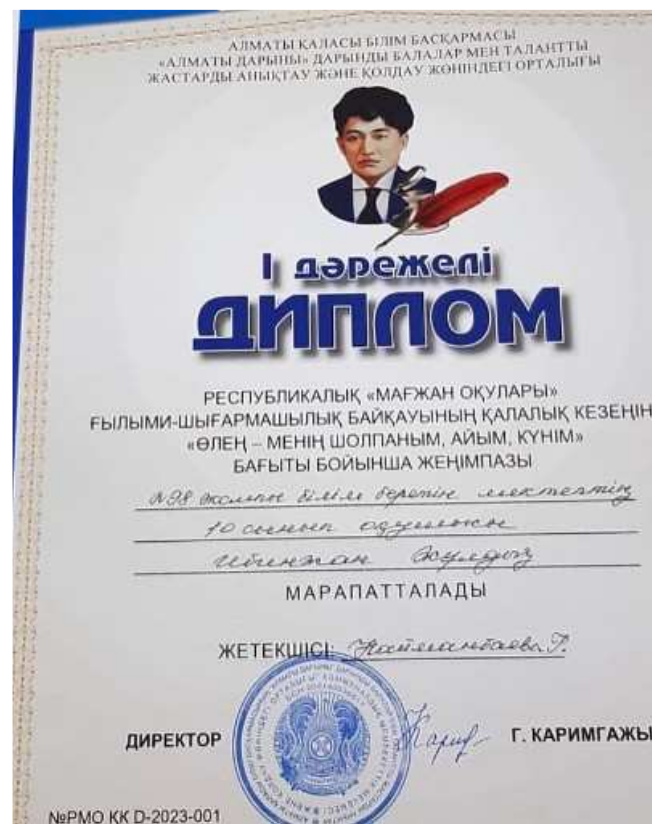 АЛМАТЫ ҚАЛАСЫ БІЛІМ БАСҚАРМАСЫ
«АЛМАТЫ ДАРЫНЫ» ДАРЫНДЫ БАЛАЛАР МЕН ТАЛАНТТЫ
ЖАСТАРДЫ АНЫҚТАУ ЖӘНЕ ҚОЛДАУ ЖӨНІНДЕГІ ОРТАЛЫҒЫ
І дәрежелі
ДИПЛОМ
РЕСПУБЛИКАЛЫҚ «МАҒЖАН ОҚУЛАРЫ»
ҒЫЛЫМИ-ШЫҒАРМАШЫЛЫҚ БАЙҚАУЫНЫҢ ҚАЛАЛЫҚ КЕЗЕҢІН
«ӨЛЕҢ – МЕНІҢ ШОЛПАНЫМ, АЙЫМ, КҮНІМ»
БАҒЫТЫ БОЙЫНША ЖЕҢІМПАЗЫ
№98 жалпы білім беретін мектептің
10 сынып оқушысы
Жұлдыз
МАРАПАТТАЛАДЫ
ЖЕТЕКШІСІ:
ДИРЕКТОР Г. КАРИМГАЖЫ
№РМО КК D-2023-001